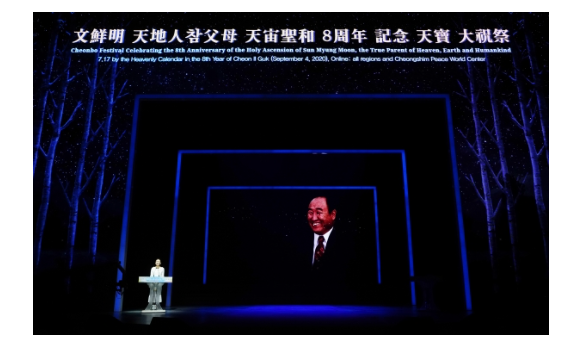 文鮮明 天地人참父母 天宙聖和 8周年 記念 天寶 大祝祭
Cheonbo Festival Celebrating the 8th Anniversary of the Holy Ascension of Sun Myung Moon, the True Parent of Heaven, Earth and Humankind
7.17 by the Heavenly Calendar in the 8th Year of Cheon Il Guk (September 4, 2020), Online: all regions and Cheongshim Peace World Center